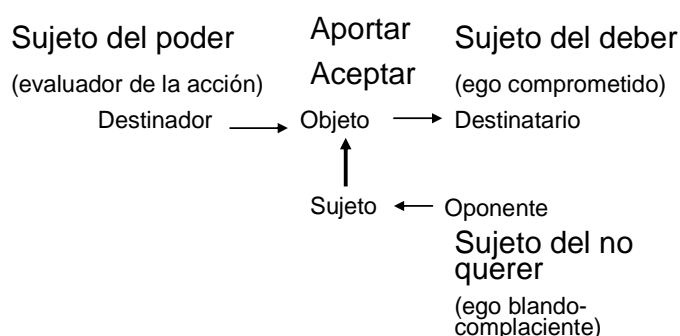 Sujeto del poder Aportar Sujeto del deber
(evaluador de la acción) Aceptar (ego comprometido)
Destinador Objeto Destinatario
Sujeto Oponente
Sujeto del no
querer
(ego blando-
complaciente)